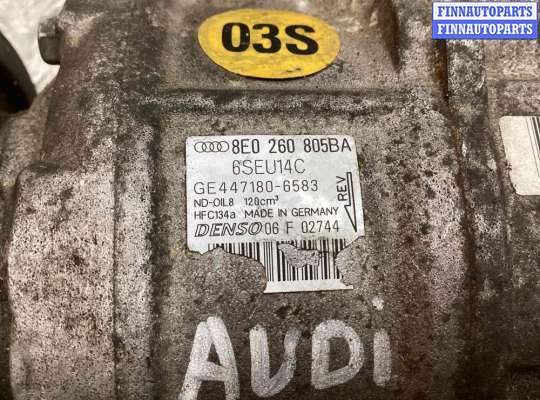 FINNAUTOPARTS
FINNAUTOPARTS
03S
8E0 260 805BA
6SEU14C
GE447180-6583
ND-OIL8 120cm³
HFC134a MADE IN GERMANY
REV
DENSO 06 F 02744
AUDI